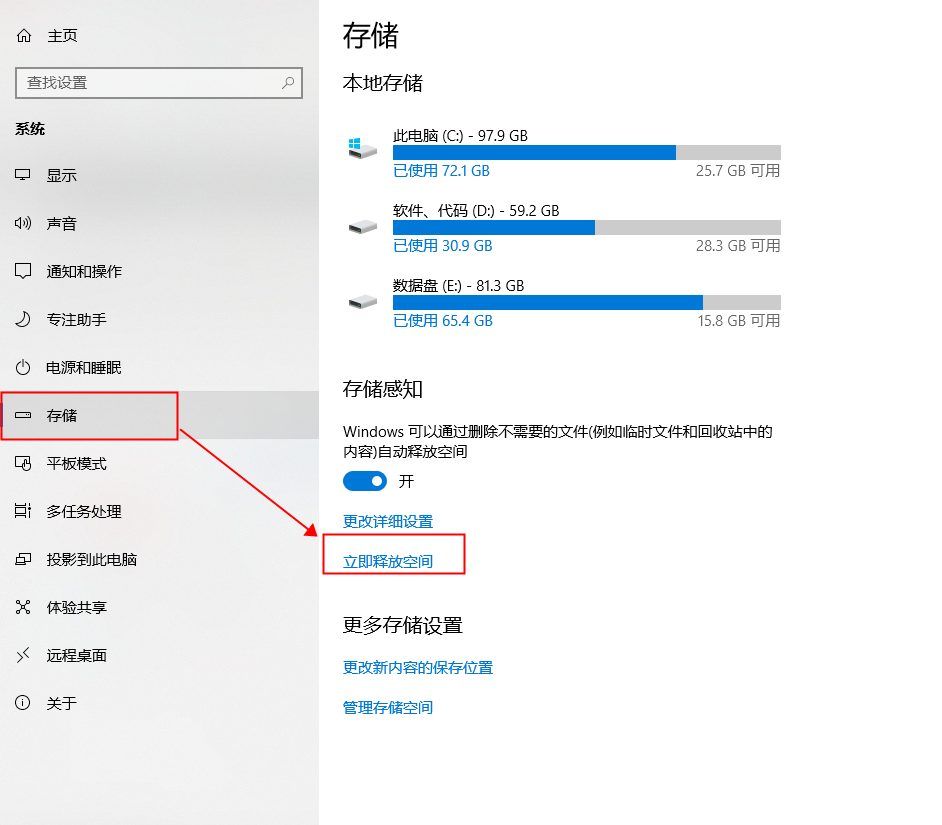 主页
查找设置
系统
显示
声音
通知和操作
专注助手
电源和睡眠
存储
平板模式
多任务处理
投影到此电脑
体验共享
远程桌面
关于
存储
本地存储
此电脑 (C:) - 97.9 GB
已使用 72.1 GB 25.7 GB 可用
软件、代码 (D:) - 59.2 GB
已使用 30.9 GB 28.3 GB 可用
数据盘 (E:) - 81.3 GB
已使用 65.4 GB 15.8 GB 可用
存储感知
Windows 可以通过删除不需要的文件(例如临时文件和回收站中的
内容)自动释放空间
开
更改详细设置
立即释放空间
更多存储设置
更改新内容的保存位置
管理存储空间